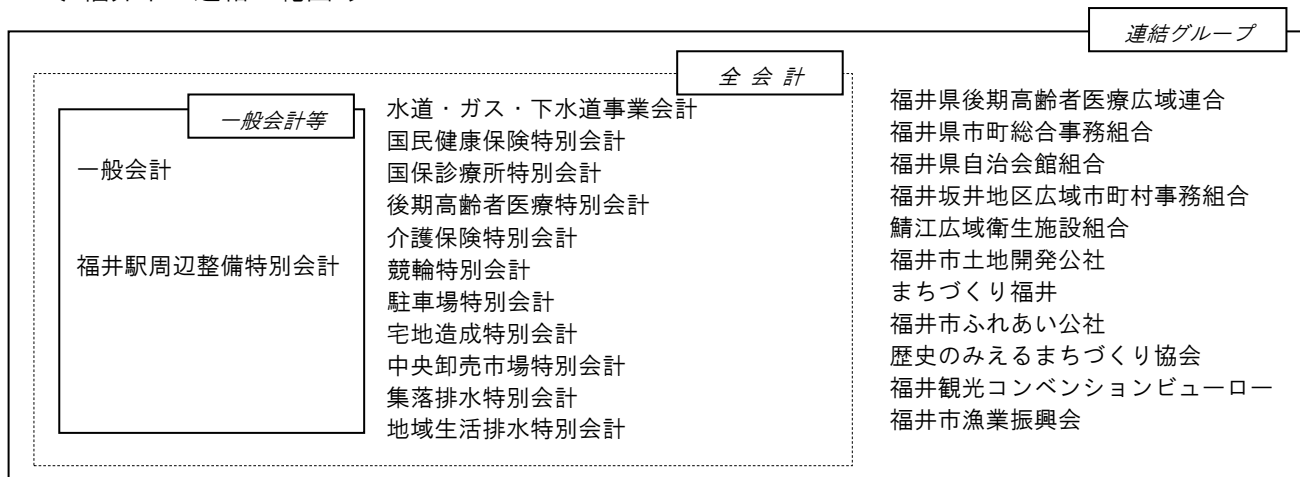 連結グループ
全 会 計
一般会計等
一般会計
福井駅周辺整備特別会計
水道・ガス・下水道事業会計
国民健康保険特別会計
国保診療所特別会計
後期高齢者医療特別会計
介護保険特別会計
競輪特別会計
駐車場特別会計
宅地造成特別会計
中央卸売市場特別会計
集落排水特別会計
地域生活排水特別会計
福井県後期高齢者医療広域連合
福井県市町総合事務組合
福井県自治会館組合
福井坂井地区広域市町村事務組合
鯖江広域衛生施設組合
福井市土地開発公社
まちづくり福井
福井市ふれあい公社
歴史のみえるまちづくり協会
福井観光コンベンションビューロー
福井市漁業振興会